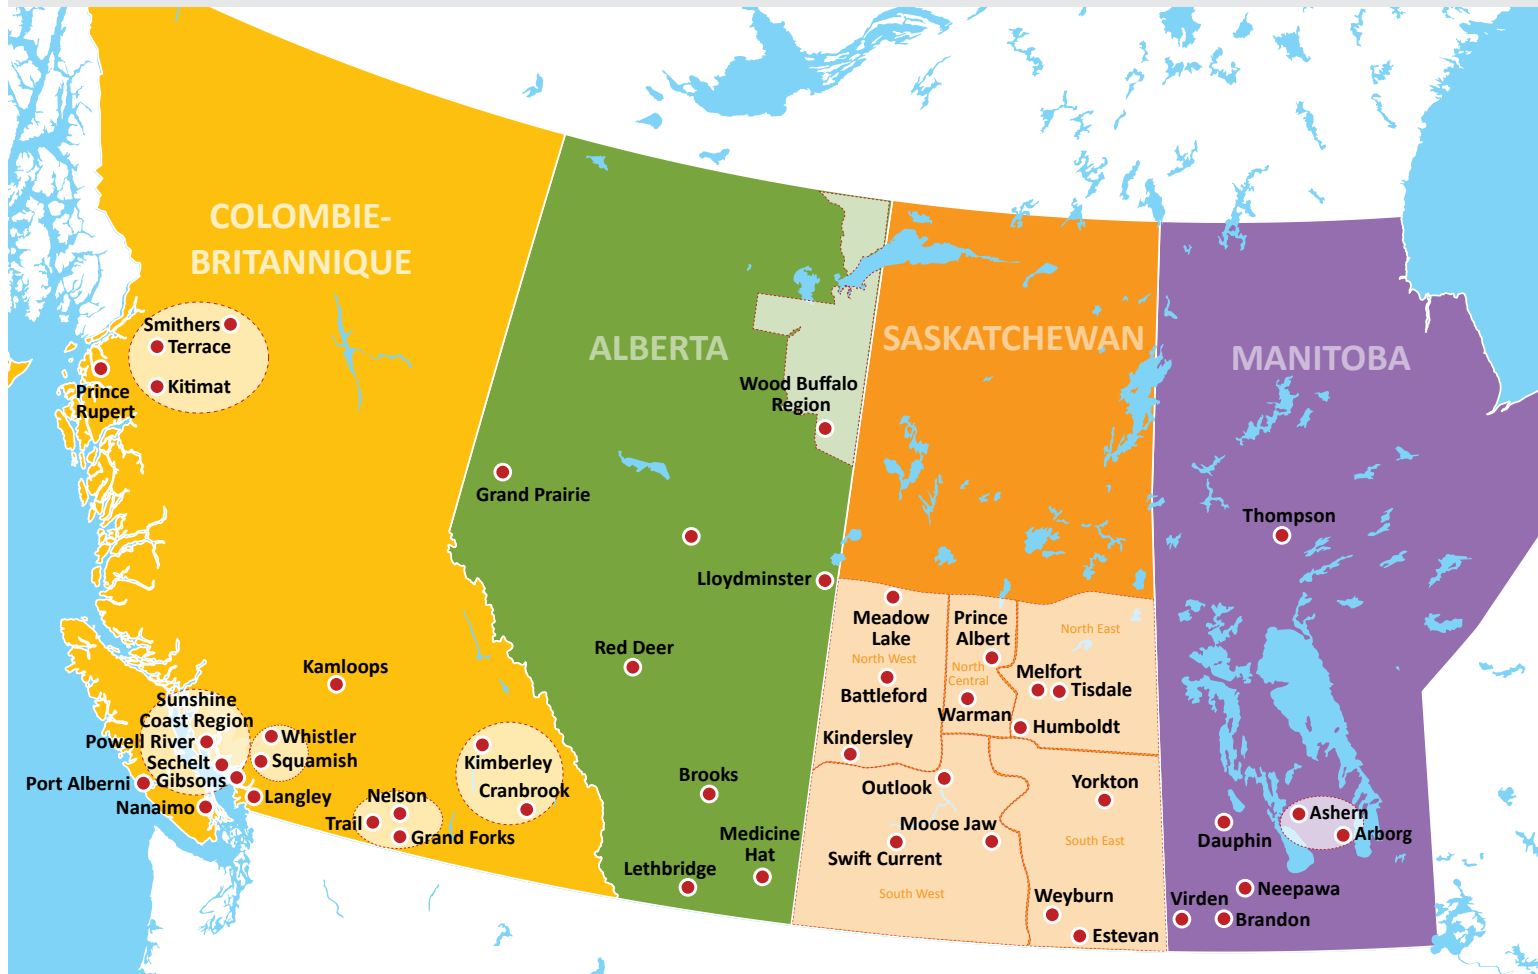 COLOMBIE-
BRITANNIQUE
Smithers
Terrace
Kitimat
Prince
Rupert
Kamloops
Sunshine
Coast Region
Powell River
Sechelt
Gibsons
Port Alberni
Nanaimo
Whistler
Squamish
Langley
Nelson
Trail
Grand Forks
Kimberley
Cranbrook
ALBERTA
Wood Buffalo
Region
Grand Prairie
Lloydminster
Red Deer
Brooks
Medicine
Hat
Lethbridge
SASKATCHEWAN
Meadow
Lake
North West
Battleford
Kindersley
Prince
Albert
North
Central
Warman
North East
Melfort
Tisdale
Humboldt
Outlook
Moose Jaw
Swift Current
South West
Yorkton
South East
Weyburn
Estevan
MANITOBA
Thompson
Ashern
Arborg
Dauphin
Neepawa
Virden
Brandon